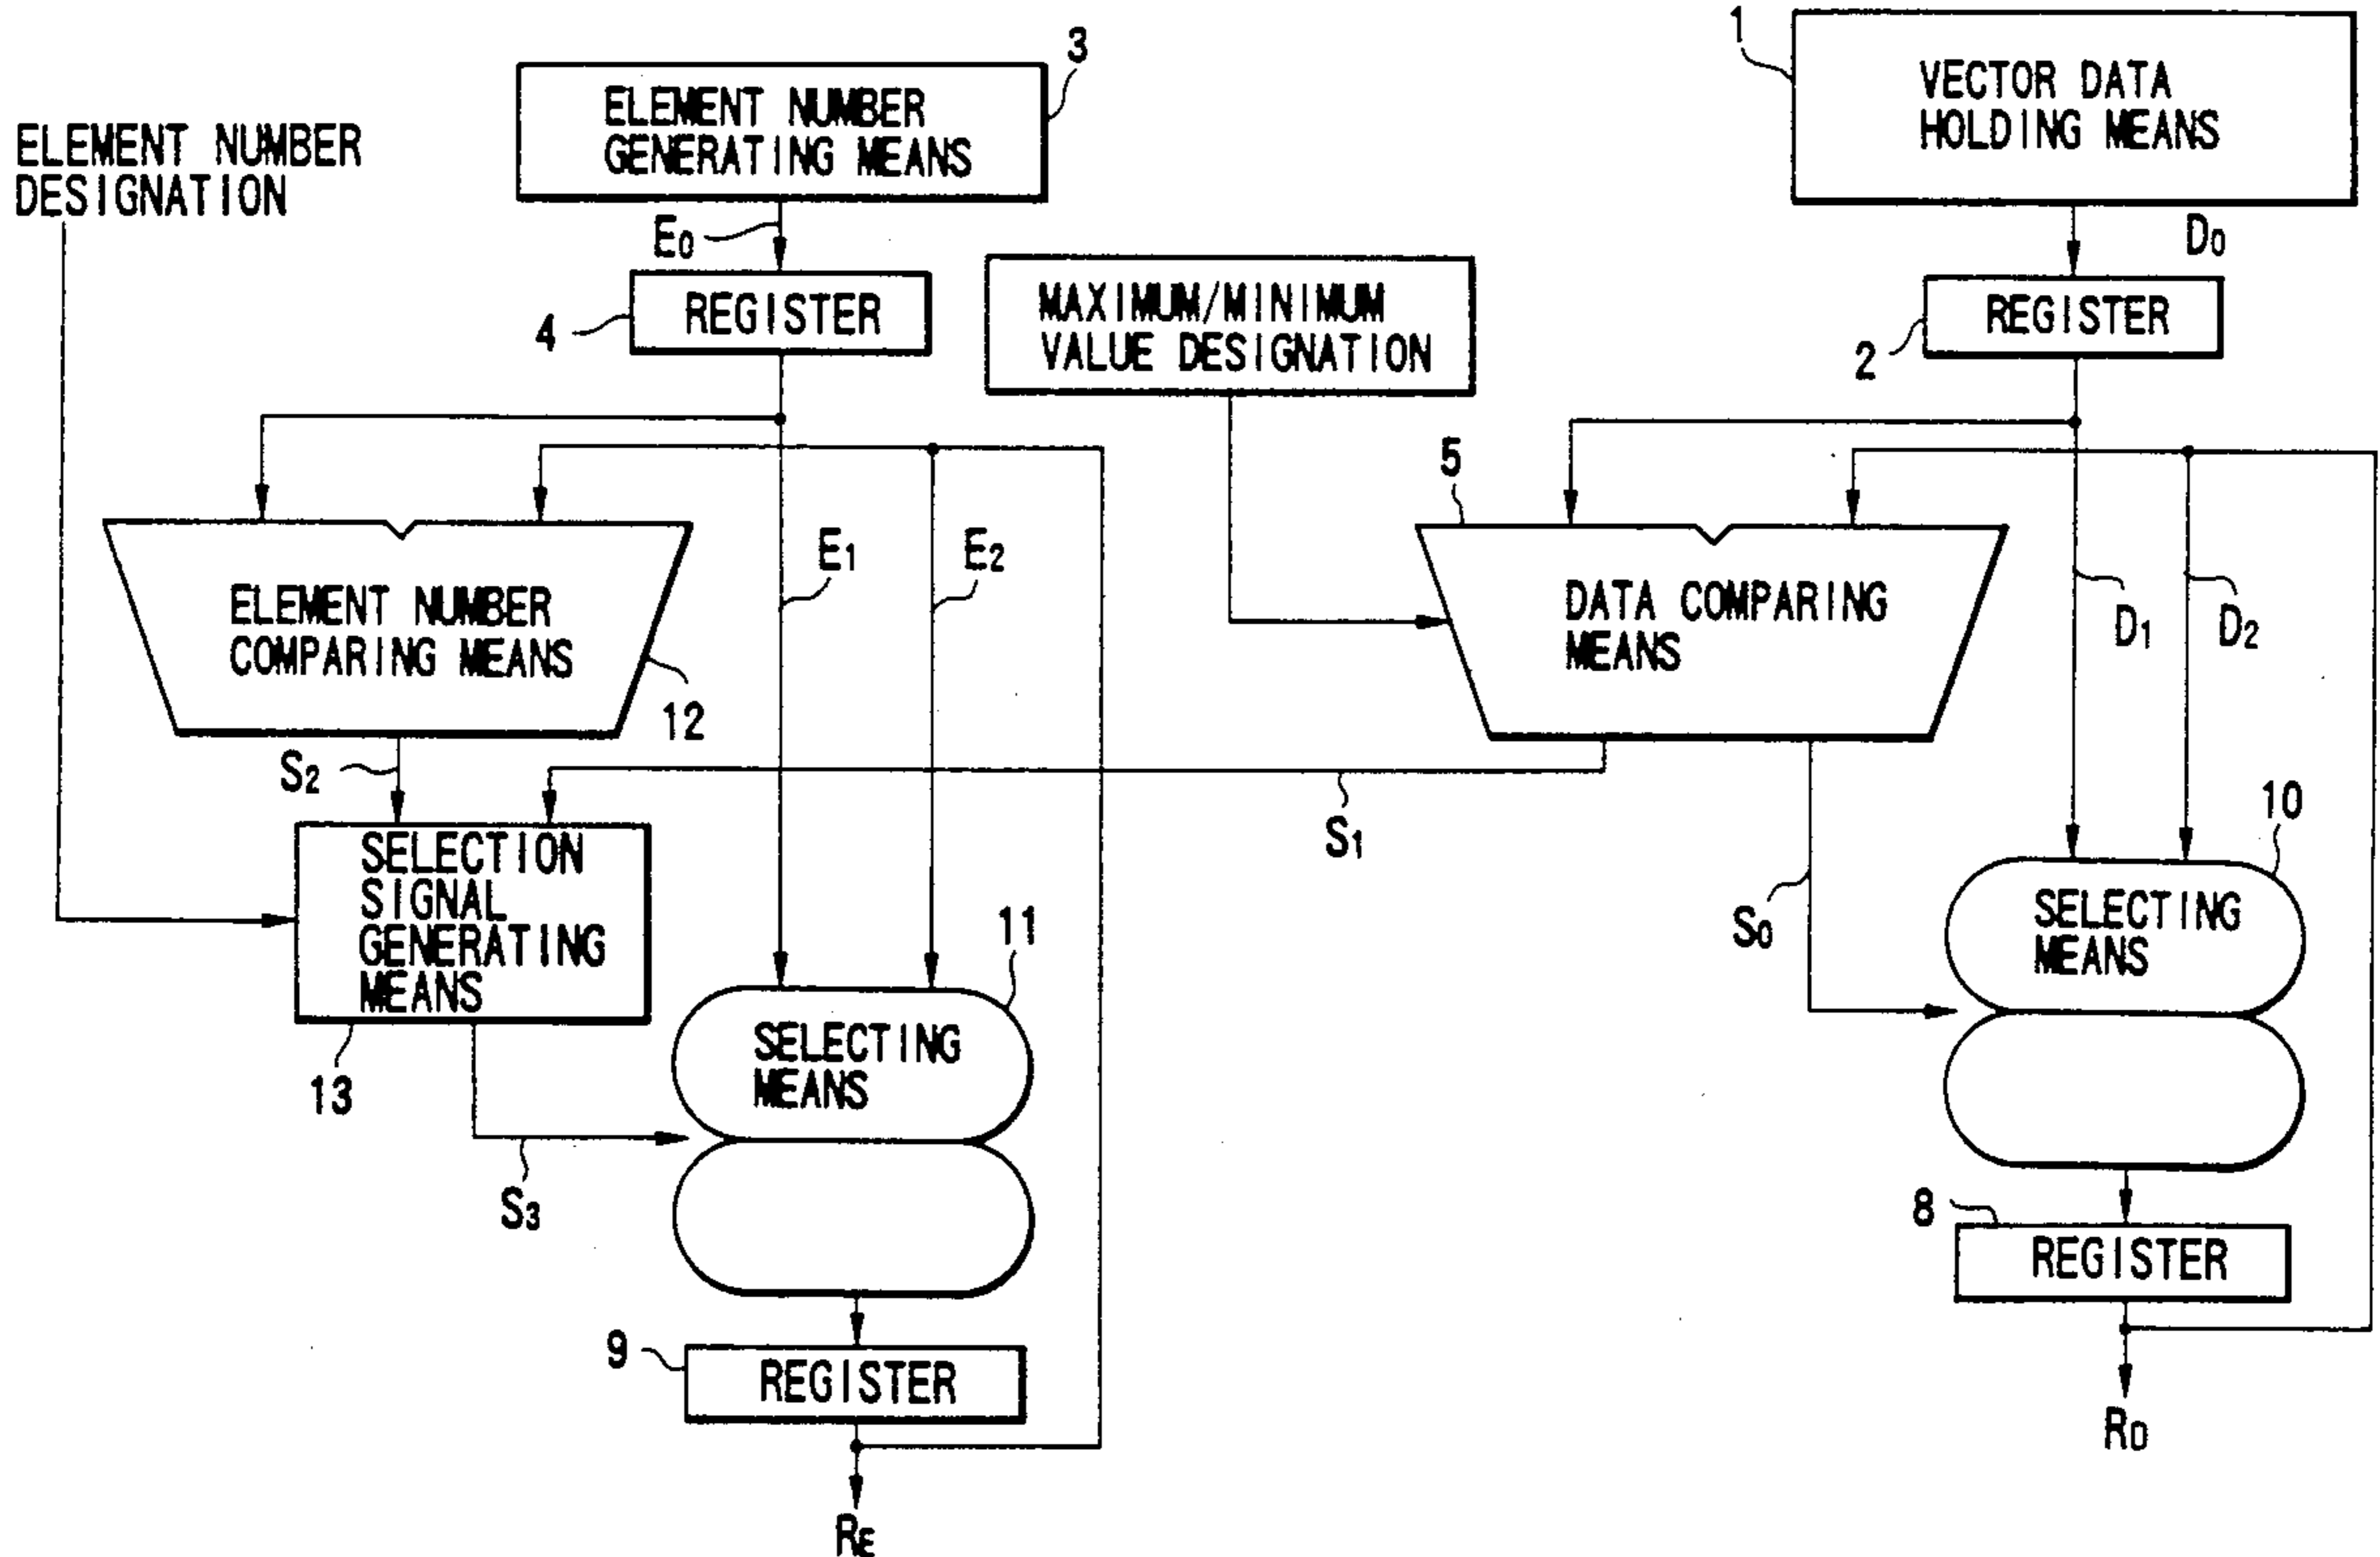 1
VECTOR DATA
HOLDING MEANS
3
ELEMENT NUMBER
GENERATING MEANS
ELEMENT NUMBER
DESIGNATION
E0
D0
4
REGISTER
MAXIMUM/MINIMUM
VALUE DESIGNATION
2
REGISTER
5
ELEMENT NUMBER
COMPARING MEANS
12
E1
E2
DATA COMPARING
MEANS
D1
D2
S2
S1
S0
10
SELECTION
SIGNAL
GENERATING
MEANS
13
11
SELECTING
MEANS
SELECTING
MEANS
S3
8
REGISTER
9
REGISTER
RD
RE